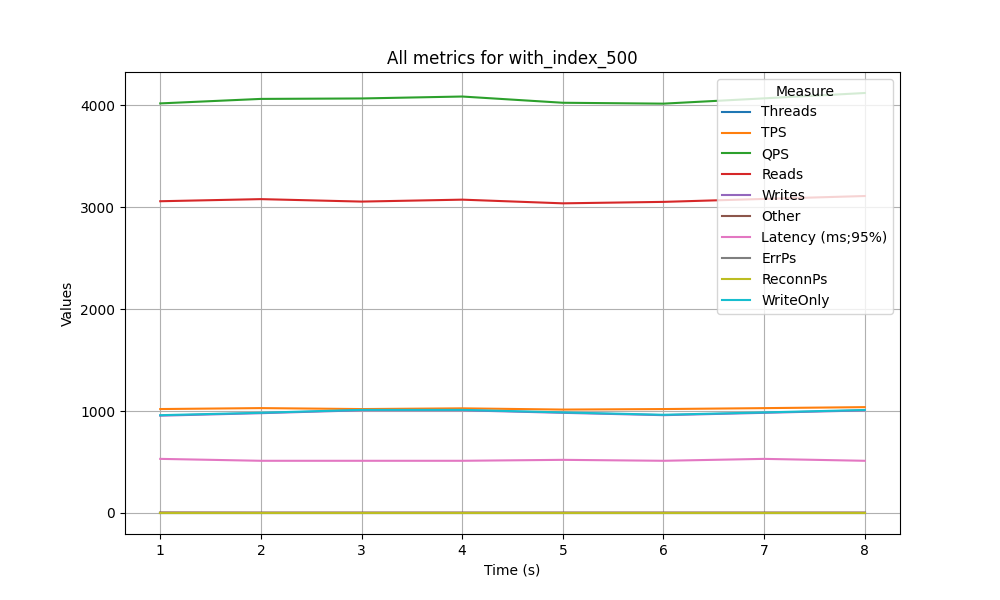 All metrics for with_index_500
Measure
Threads
TPS
QPS
Reads
Writes
Other
Latency (ms;95%)
ErrPs
ReconnPs
WriteOnly
4000
3000
2000
1000
0
Values
1 2 3 4 5 6 7 8
Time (s)